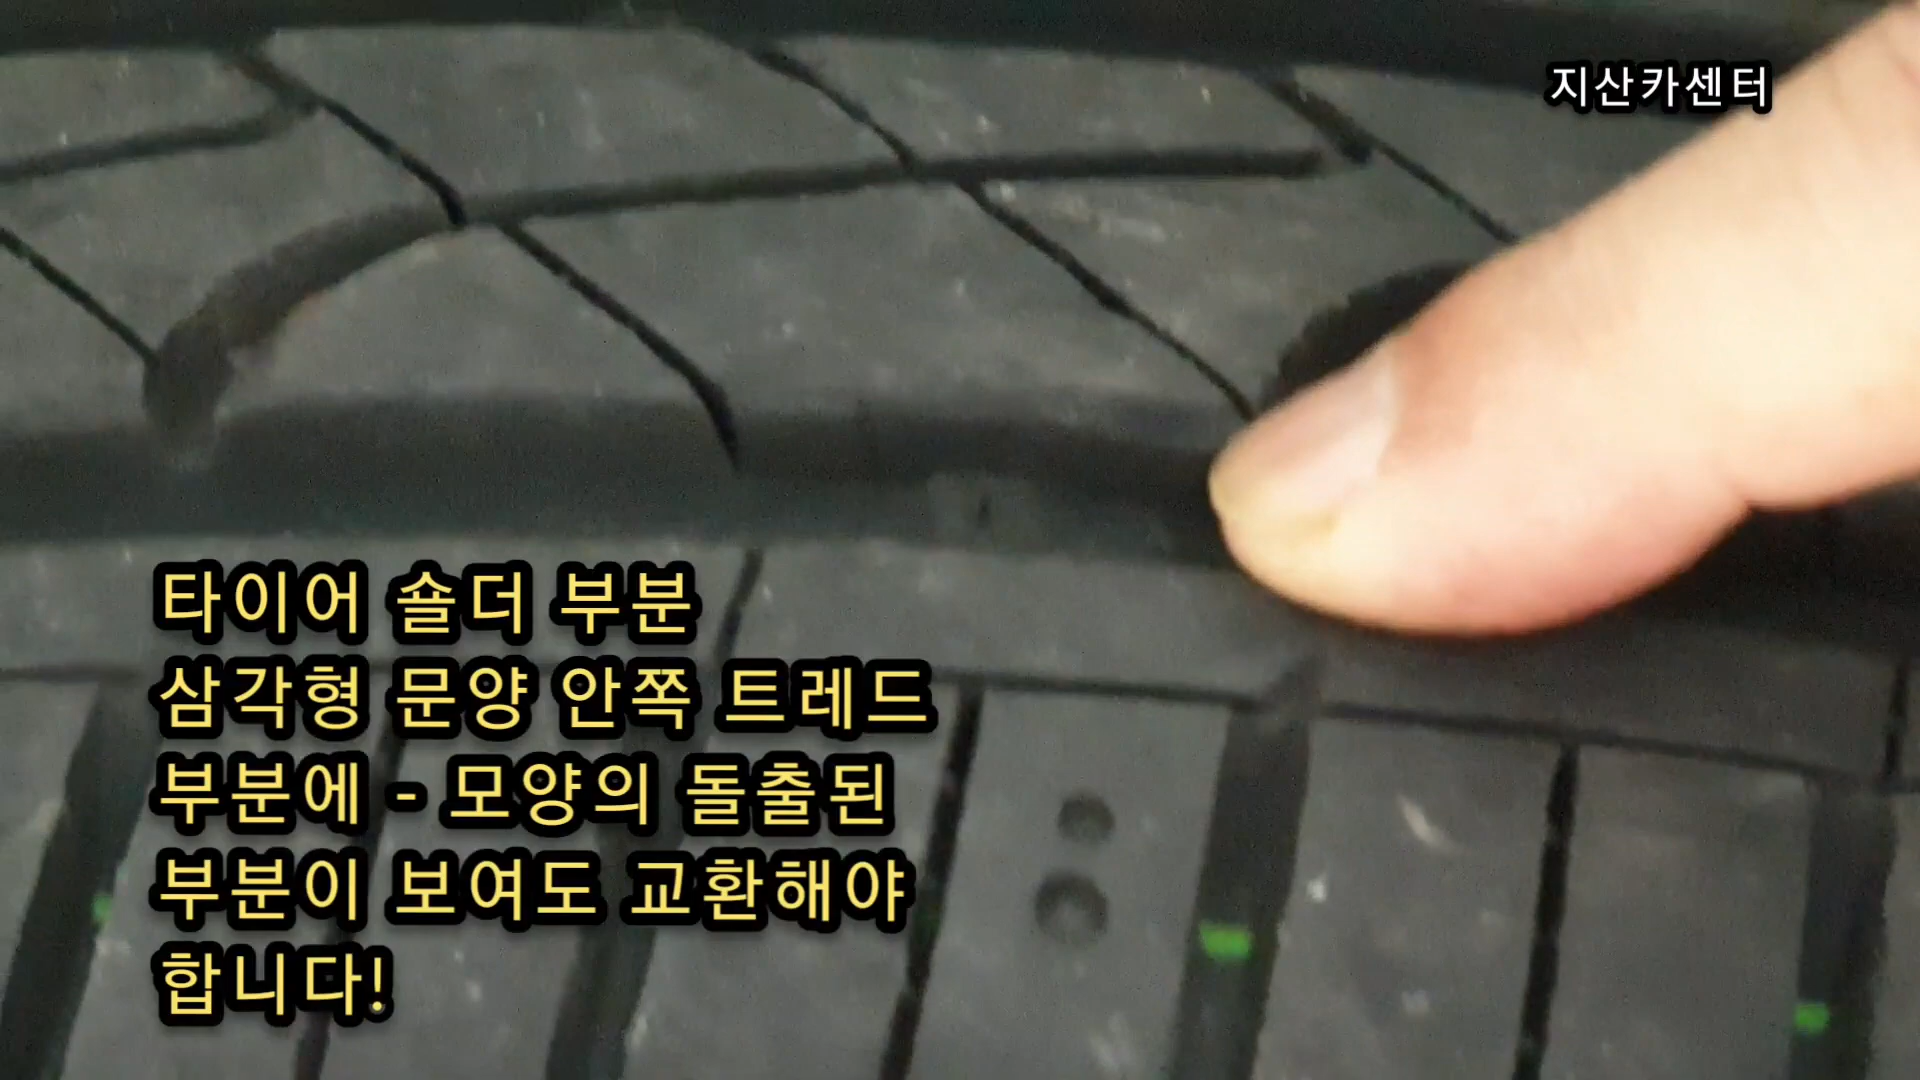 지산카센터
타이어 숄더 부분
삼각형 문양 안쪽 트레드
부분에 - 모양의 돌출된
부분이 보여도 교환해야
합니다!